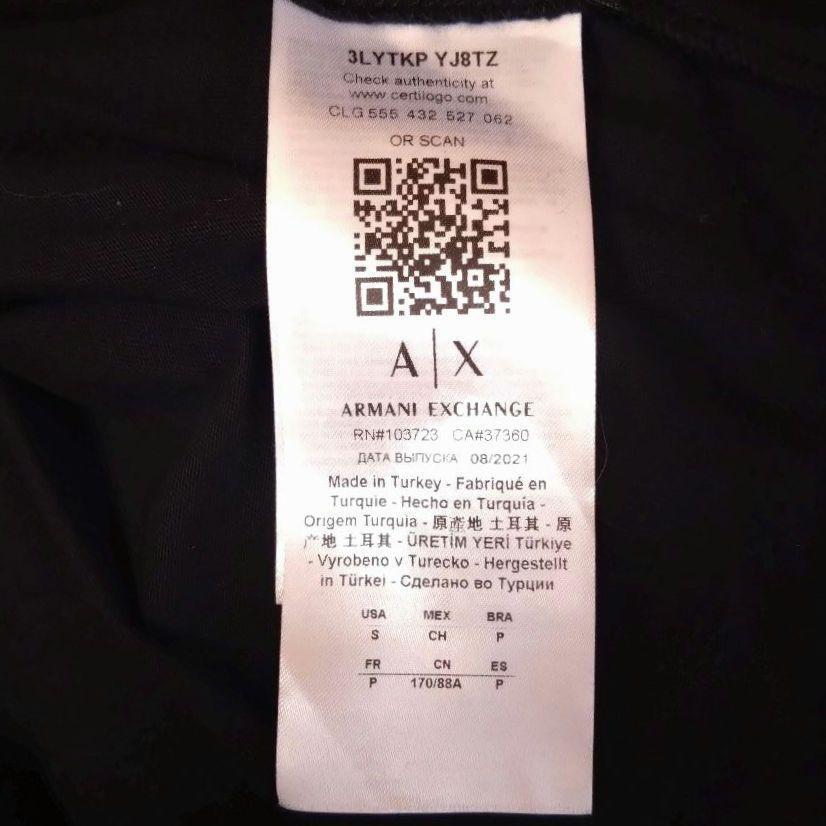 3LYTKP YJ8TZ
Check authenticity at
www certilogo com
CLG 555 432 527 062
OR SCAN
A|X
ARMANI EXCHANGE
RN#103723 CA#37360
ДАТА ВЫПУСКА 08/2021
Made in Turkey - Fabriqué en
Turquie - Hecho en Turquía -
Origem Turquia - 原產地 土耳其 - 原
产地 土耳其 - ÜRETİM YERİ Türkiye
- Vyrobeno v Turecko - Hergestellt
in Türkei - Сделано во Турции
USA MEX BRA
S CH P
FR CN ES
P 170/88A P